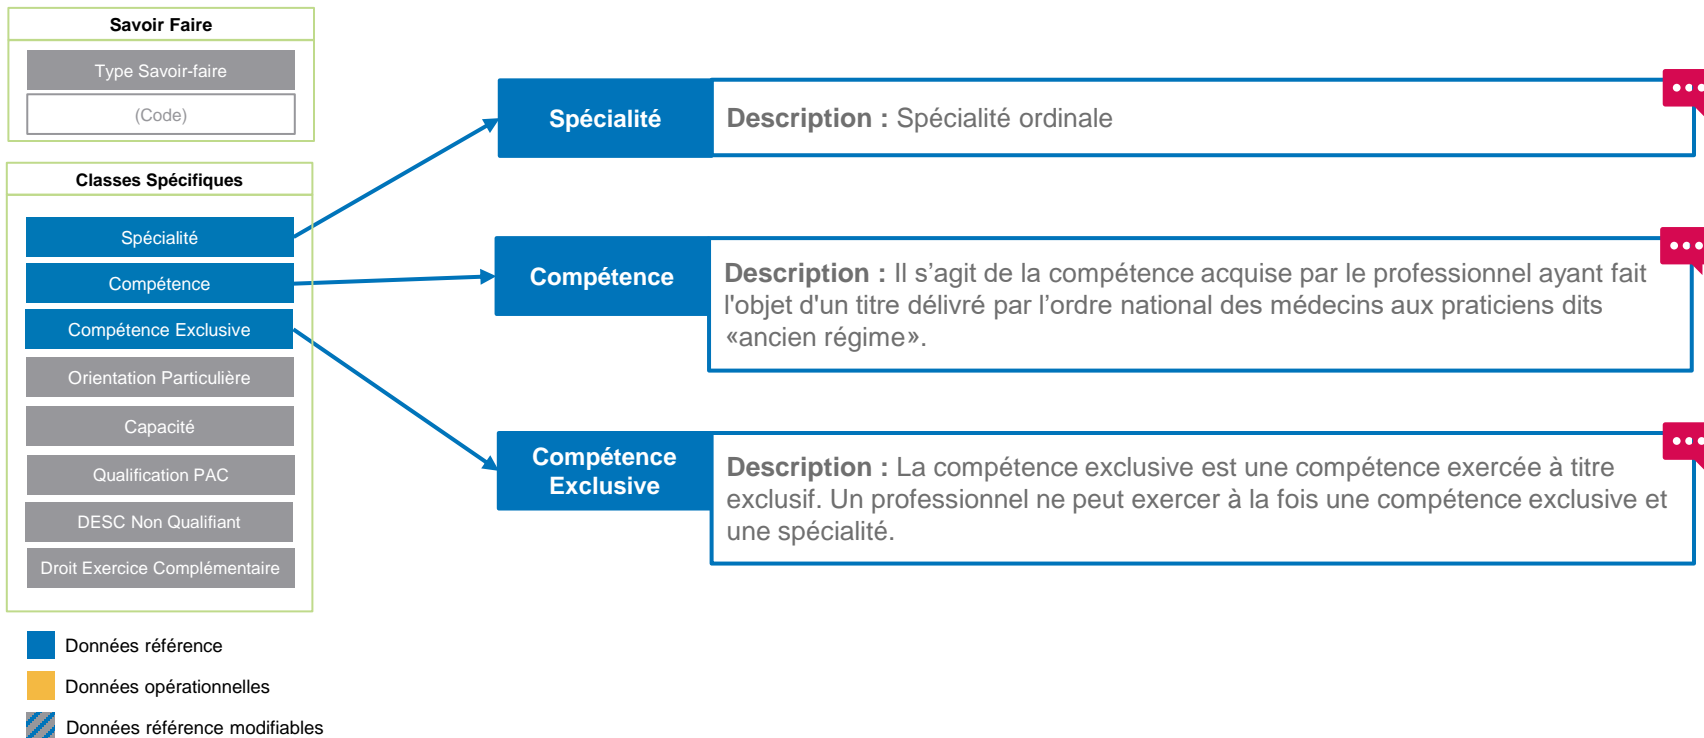 Savoir Faire
Type Savoir-faire
(Code)
Classes Spécifiques
Spécialité
Compétence
Compétence Exclusive
Orientation Particulière
Capacité
Qualification PAC
DESC Non Qualifiant
Droit Exercice Complémentaire
Données référence
Données opérationnelles
Données référence modifiables
Spécialité
Description : Spécialité ordinale
Compétence
Description : Il s’agit de la compétence acquise par le professionnel ayant fait
l'objet d'un titre délivré par l’ordre national des médecins aux praticiens dits
«ancien régime».
Compétence
Exclusive
Description : La compétence exclusive est une compétence exercée à titre
exclusif. Un professionnel ne peut exercer à la fois une compétence exclusive et
une spécialité.